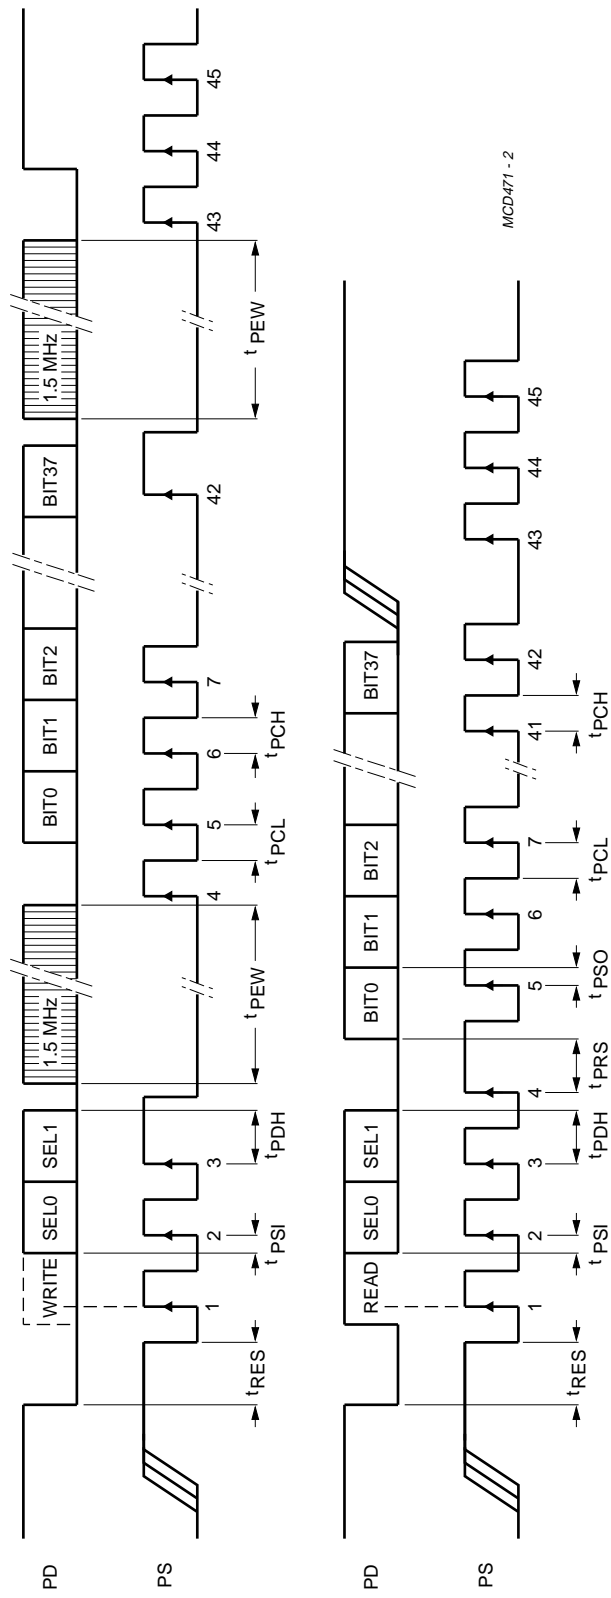 PD
WRITE SEL0 SEL1 1.5 MHz BIT0 BIT1 BIT2 BIT37 1.5 MHz
PS
1 2 3 4 5 6 7 42 43 44 45
tRES tPSI tPDH tPEW tPCL tPCH tPEW
PD
READ SEL0 SEL1 BIT0 BIT1 BIT2 BIT37
PS
1 2 3 4 5 6 7 41 42 43 44 45
tRES tPSI tPDH tPRS tPSO tPCL tPCH
MCD471 - 2